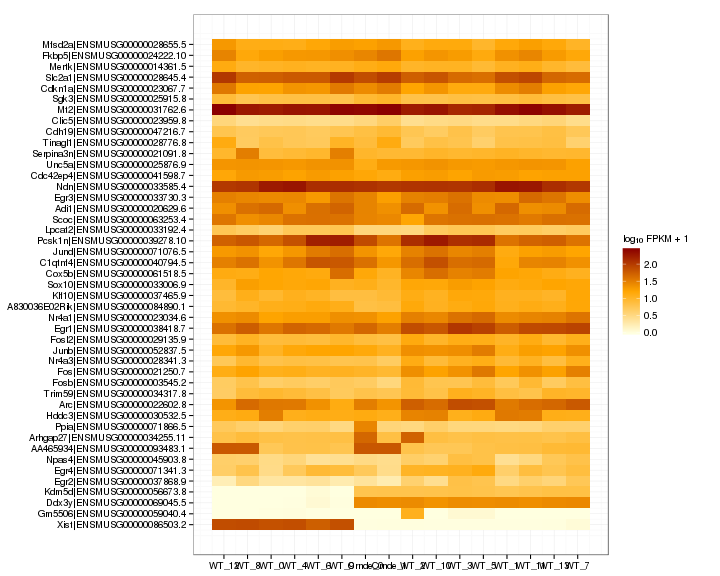 Mfsd2a|ENSMUSG00000028655.5
Fkbp5|ENSMUSG00000024222.10
Mertk|ENSMUSG00000014361.5
Slc2a1|ENSMUSG00000028645.4
Cdkn1a|ENSMUSG00000023067.7
Sgk3|ENSMUSG00000025915.8
Mt2|ENSMUSG00000031762.6
Clic5|ENSMUSG00000023959.8
Cdh19|ENSMUSG00000047216.7
Tinagl1|ENSMUSG00000028776.8
Serpina3n|ENSMUSG00000021091.8
Unc5a|ENSMUSG00000025876.9
Cdc42ep4|ENSMUSG00000041598.7
Ndn|ENSMUSG00000033585.4
Egr3|ENSMUSG00000033730.3
Adi1|ENSMUSG00000020629.6
Scoc|ENSMUSG00000063253.4
Lpcat2|ENSMUSG00000033192.4
Pcsk1n|ENSMUSG00000039278.10
Jund|ENSMUSG00000071076.5
C1qtnf4|ENSMUSG00000040794.5
Cox5b|ENSMUSG00000061518.5
Sox10|ENSMUSG00000033006.9
Klf10|ENSMUSG00000037465.9
A830036E02Rik|ENSMUSG00000084890.1
Nr4a1|ENSMUSG00000023034.6
Egr1|ENSMUSG00000038418.7
Fosl2|ENSMUSG00000029135.9
Junb|ENSMUSG00000052837.5
Nr4a3|ENSMUSG00000028341.3
Fos|ENSMUSG00000021250.7
Fosb|ENSMUSG00000003545.2
Trim59|ENSMUSG00000034317.8
Arc|ENSMUSG00000022602.8
Hddc3|ENSMUSG00000030532.5
Ppia|ENSMUSG00000071866.5
Arhgap27|ENSMUSG00000034255.11
AA465934|ENSMUSG00000093483.1
Npas4|ENSMUSG00000045903.8
Egr4|ENSMUSG00000071341.3
Egr2|ENSMUSG00000037868.9
Kdm5d|ENSMUSG00000056673.8
Ddx3y|ENSMUSG00000069045.5
Gm5506|ENSMUSG00000059040.4
Xist|ENSMUSG00000086503.2
WT_7
log10 FPKM + 1
2.0
1.5
1.0
0.5
0.0